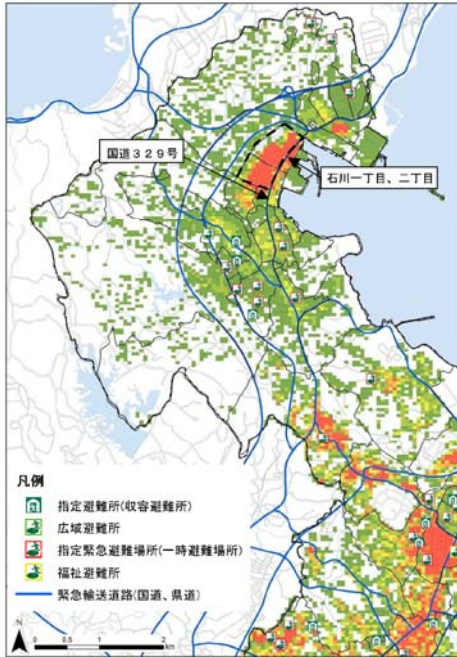 国道３２９号
石川一丁目、二丁目
凡例
指定避難所(収容避難所)
広域避難所
指定緊急避難場所(一時避難場所)
福祉避難所
緊急輸送道路(国道、県道)
N
0 0.5 1 2
km